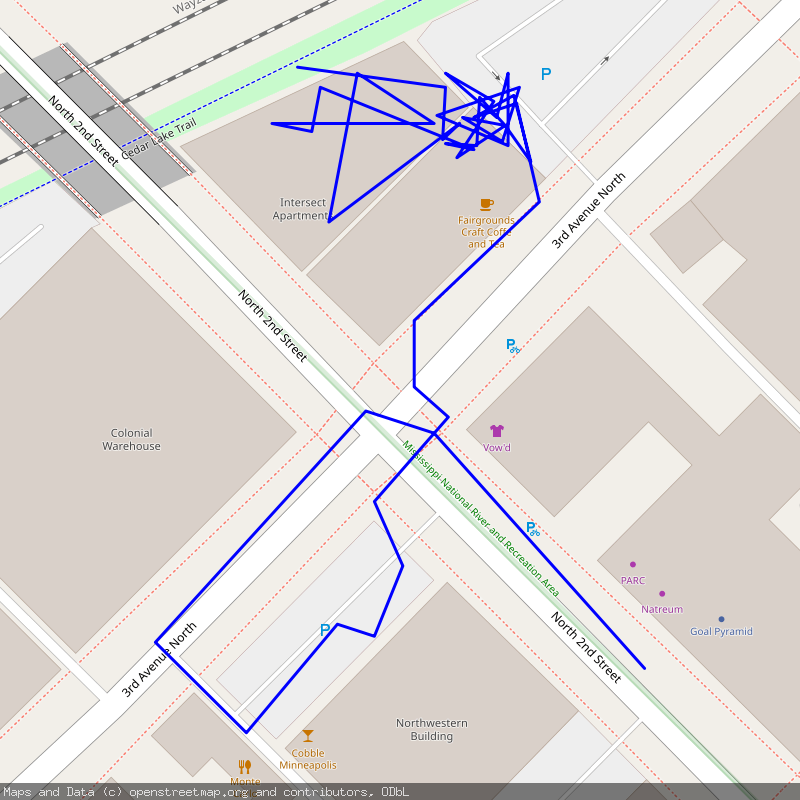 Wayz
P
North 2nd Street
Cedar Lake Trail
Intersect
Apartment
Fairgrounds
Craft Coffe
and Tea
3rd Avenue North
North 2nd Street
P
Vow'd
Colonial
Warehouse
Mississippi National River and Recreation Area
P
PARC
Natreum
Goal Pyramid
P
North 2nd Street
3rd Avenue North
Northwestern
Building
Cobble
Minneapolis
Monte
Maps and Data (c) openstreetmap.org and contributors, ODbL